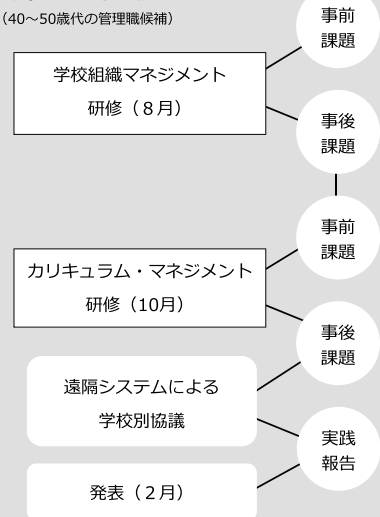 （40～50歳代の管理職候補）
事前
課題
学校組織マネジメント
研修（８月）
事後
課題
事前
課題
カリキュラム・マネジメント
研修（10月）
事後
課題
遠隔システムによる
学校別協議
実践
報告
発表（２月）